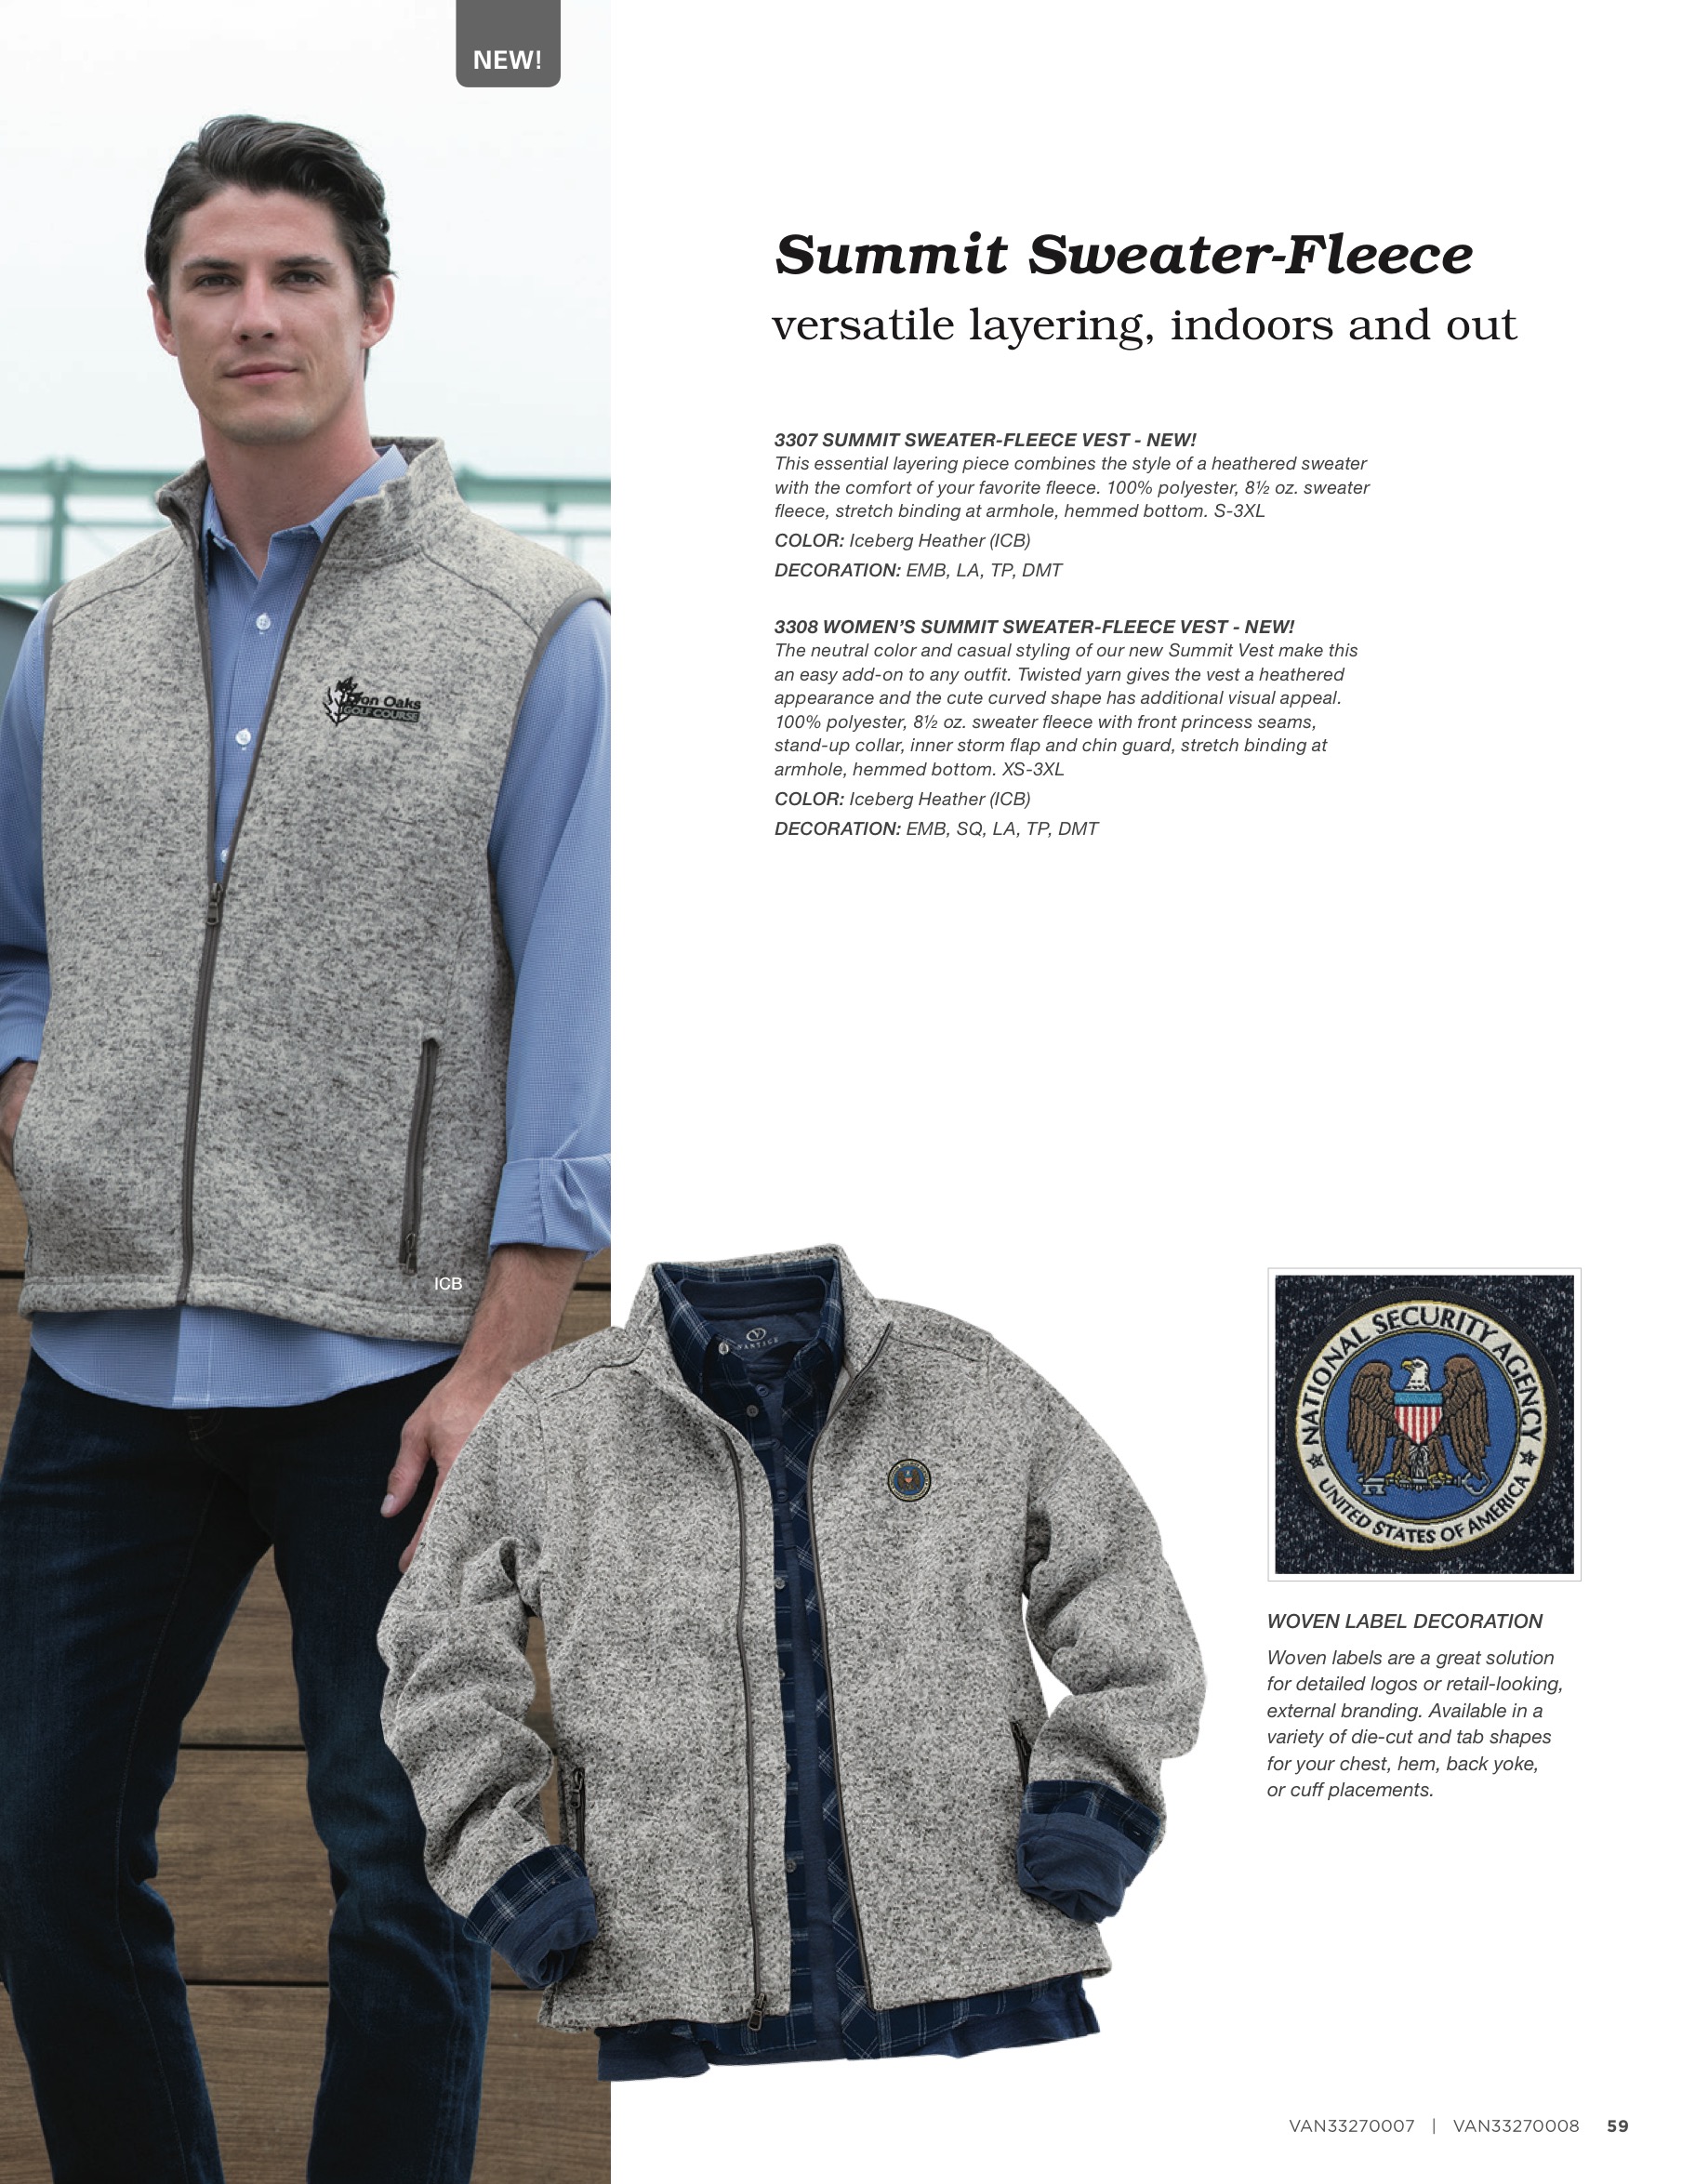 NEW!
Summit Sweater-Fleece
versatile layering, indoors and out
3307 SUMMIT SWEATER-FLEECE VEST - NEW!
This essential layering piece combines the style of a heathered sweater
with the comfort of your favorite fleece. 100% polyester, 8½ oz. sweater
fleece, stretch binding at armhole, hemmed bottom. S-3XL
COLOR: Iceberg Heather (ICB)
DECORATION: EMB, LA, TP, DMT
3308 WOMEN’S SUMMIT SWEATER-FLEECE VEST - NEW!
The neutral color and casual styling of our new Summit Vest make this
an easy add-on to any outfit. Twisted yarn gives the vest a heathered
appearance and the cute curved shape has additional visual appeal.
100% polyester, 8½ oz. sweater fleece with front princess seams,
stand-up collar, inner storm flap and chin guard, stretch binding at
armhole, hemmed bottom. XS-3XL
COLOR: Iceberg Heather (ICB)
DECORATION: EMB, SQ, LA, TP, DMT
Oaks
GOLF COURSE
ICB
VANTAGE
NATIONAL SECURITY AGENCY
UNITED STATES OF AMERICA
WOVEN LABEL DECORATION
Woven labels are a great solution
for detailed logos or retail-looking,
external branding. Available in a
variety of die-cut and tab shapes
for your chest, hem, back yoke,
or cuff placements.
VAN33270007 | VAN33270008 59